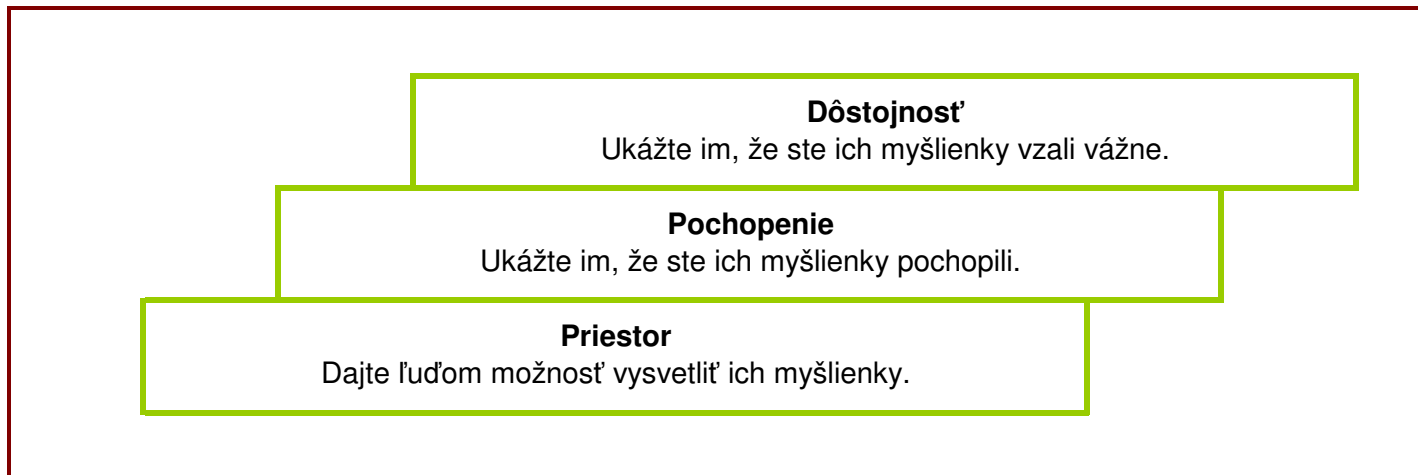 Dôstojnosť
Ukážte im, že ste ich myšlienky vzali vážne.
Pochopenie
Ukážte im, že ste ich myšlienky pochopili.
Priestor
Dajte ľuďom možnosť vysvetliť ich myšlienky.